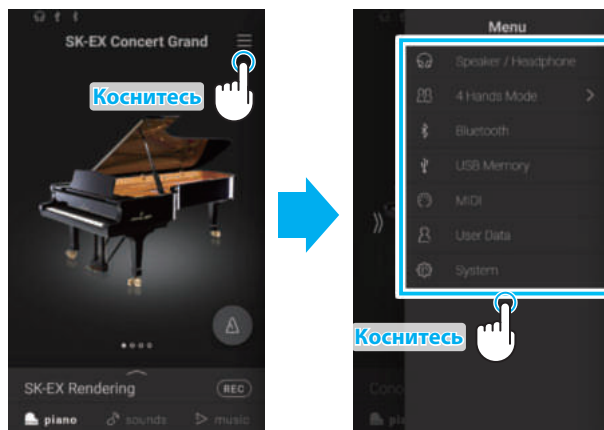 SK-EX Concert Grand
Коснитесь
SK-EX Rendering
REC
piano
sounds
music
Menu
Speaker / Headphone
4 Hands Mode
Bluetooth
USB Memory
MIDI
User Data
System
Коснитесь